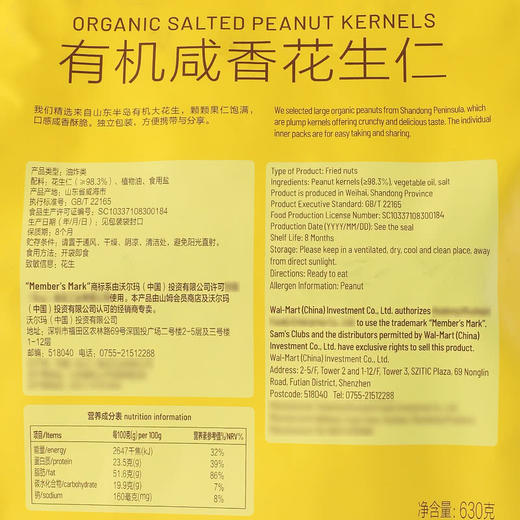 ORGANIC SALTED PEANUT KERNELS
有机咸香花生仁
我们精选来自山东半岛有机大花生，颗颗果仁饱满，
口感咸香酥脆。独立包装、方便携带与分享。
We selected large organic peanuts from Shandong Peninsula, which
are plump kernels offering crunchy and delicious taste. The individual
inner packs are for easy taking and sharing.
产品类型：油炸类
配料：花生仁（≥98.3%）、植物油、食用盐
产品产地：山东省威海市
执行标准号：GB/T 22165
食品生产许可证编号：SC10337108300184
生产日期（年/月/日）：见包装袋封口
保质期：8个月
贮存条件：请置于通风、干燥、阴凉，清洁处，避免阳光直射。
食用方法：开袋即食
致敏信息：花生
"Member's Mark"商标系由沃尔玛（中国）投资有限公司许可
使用。本产品由山姆会员商店及沃尔玛
（中国）投资有限公司认可的经销商专卖。
沃尔玛（中国）投资有限公司
地址：深圳市福田区农林路69号深国投广场二号楼2-5层及三号楼
1-12层
邮编：518040 电话：0755-21512288
Type of Product: Fried nuts
Ingredients: Peanut kernels (≥98.3%), vegetable oil, salt
Product is produced in Weihai, Shandong Province
Product Executive Standard: GB/T 22165
Food Production License Number: SC10337108300184
Production Date (YYYY/MM/DD): See the seal
Shelf Life: 8 Months
Storage: Please keep in a ventilated, dry, cool and clean place, away
from direct sunlight.
Directions: Ready to eat
Allergen Information: Peanut
Wal-Mart (China) Investment Co., Ltd. authorizes
to use the trademark "Member's Mark".
Sam's Clubs and the distributors permitted by Wal-Mart (China)
Investment Co., Ltd. have exclusive rights to sell this product.
Wal-Mart (China) Investment Co., Ltd.
Address: 2-5/F, Tower 2 and 1-12/F, Tower 3, SZITIC Plaza, 69 Nonglin
Road, Futian District, Shenzhen
Postcode: 518040 Tel: 0755-21512288
营养成分表 nutrition information
项目/Items 每100克(g)/per 100g 营养素参考值%/NRV%
能量/energy 2647千焦(kJ) 32%
蛋白质/protein 23.5克(g) 39%
脂肪/fat 51.6克(g) 86%
碳水化合物/carbohydrate 19.9克(g) 7%
钠/sodium 160毫克(mg) 8%
净含量：630克